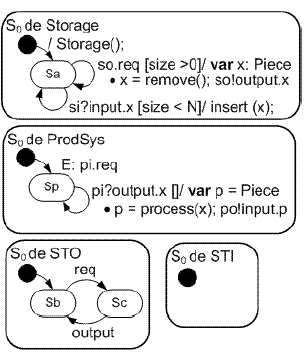 S0 de Storage
/ Storage();
Sa
so.req [size >0]/ var x: Piece
• x = remove(); so!output.x
si?input.x [size < N]/ insert (x);
S0 de ProdSys
E: pi.req
Sp
pi?output.x []/ var p = Piece
• p = process(x); po!input.p
S0 de STO
req
Sb
Sc
output
S0 de STI